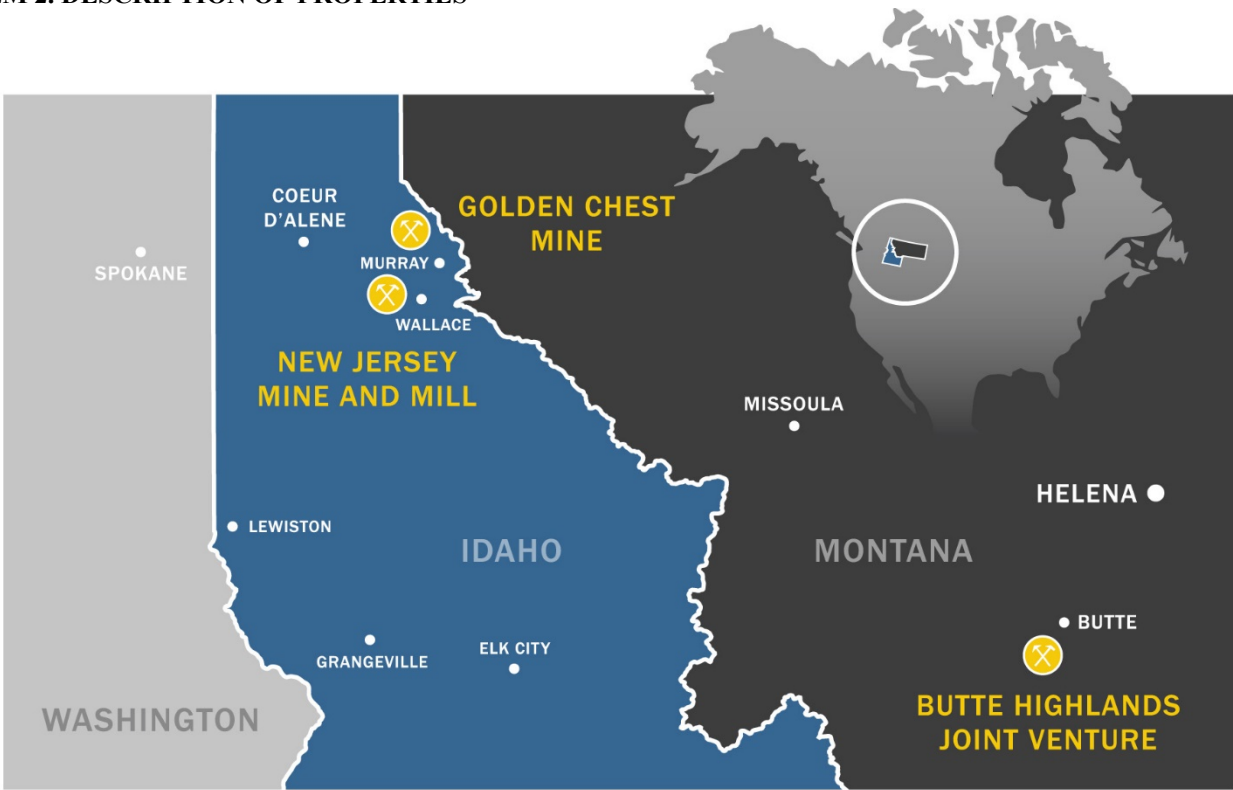 COEUR
D'ALENE
GOLDEN CHEST
MINE
SPOKANE
MURRAY
WALLACE
NEW JERSEY
MINE AND MILL
MISSOULA
HELENA
LEWISTON
IDAHO
MONTANA
BUTTE
GRANGEVILLE
ELK CITY
WASHINGTON
BUTTE HIGHLANDS
JOINT VENTURE